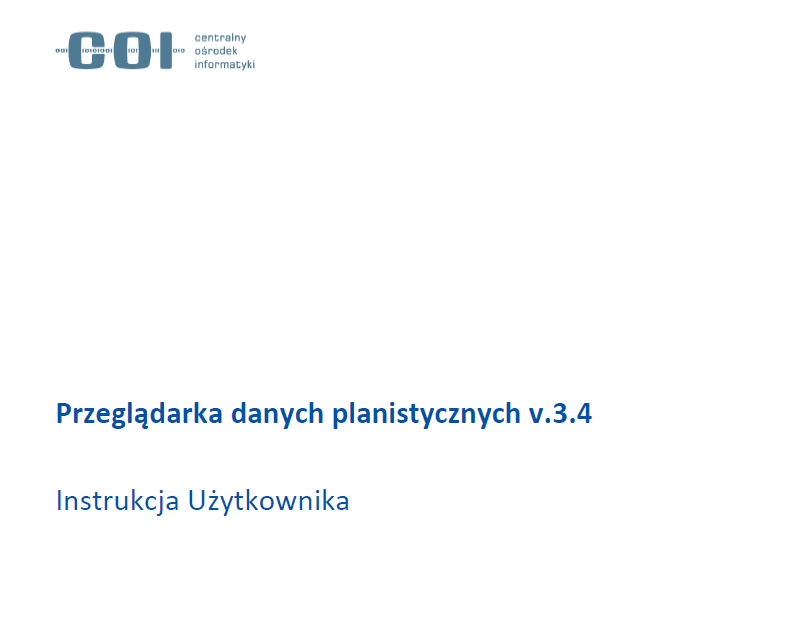 COI
centralny
ośrodek
informatyki
Przeglądarka danych planistycznych v.3.4
Instrukcja Użytkownika